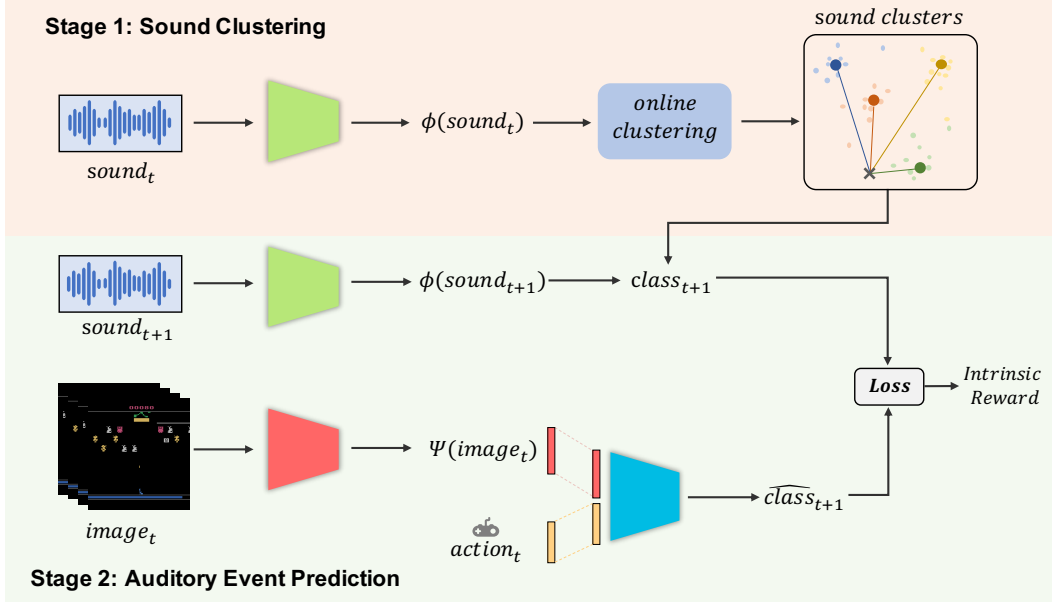 Stage 1: Sound Clustering
sound clusters
sound_t
ϕ(sound_t)
online
clustering
sound_{t+1}
ϕ(sound_{t+1})
class_{t+1}
Loss
Intrinsic
Reward
image_t
Ψ(image_t)
action_t
\widehat{class}_{t+1}
Stage 2: Auditory Event Prediction